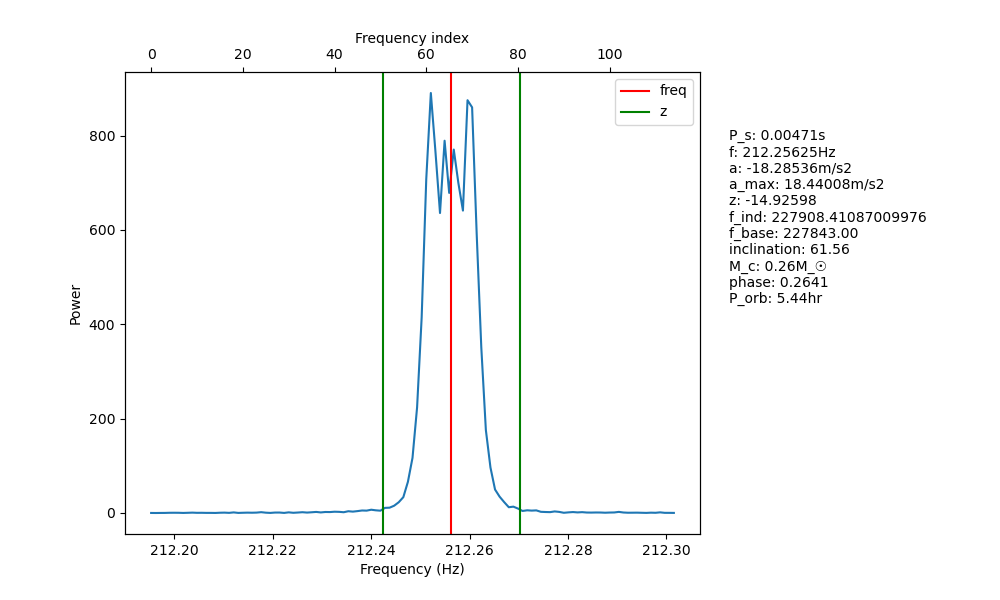 Frequency index
0 20 40 60 80 100
freq
z
800
600
400
200
0
Power
212.20 212.22 212.24 212.26 212.28 212.30
Frequency (Hz)
P_s: 0.00471s
f: 212.25625Hz
a: -18.28536m/s2
a_max: 18.44008m/s2
z: -14.92598
f_ind: 227908.41087009976
f_base: 227843.00
inclination: 61.56
M_c: 0.26M_☉
phase: 0.2641
P_orb: 5.44hr